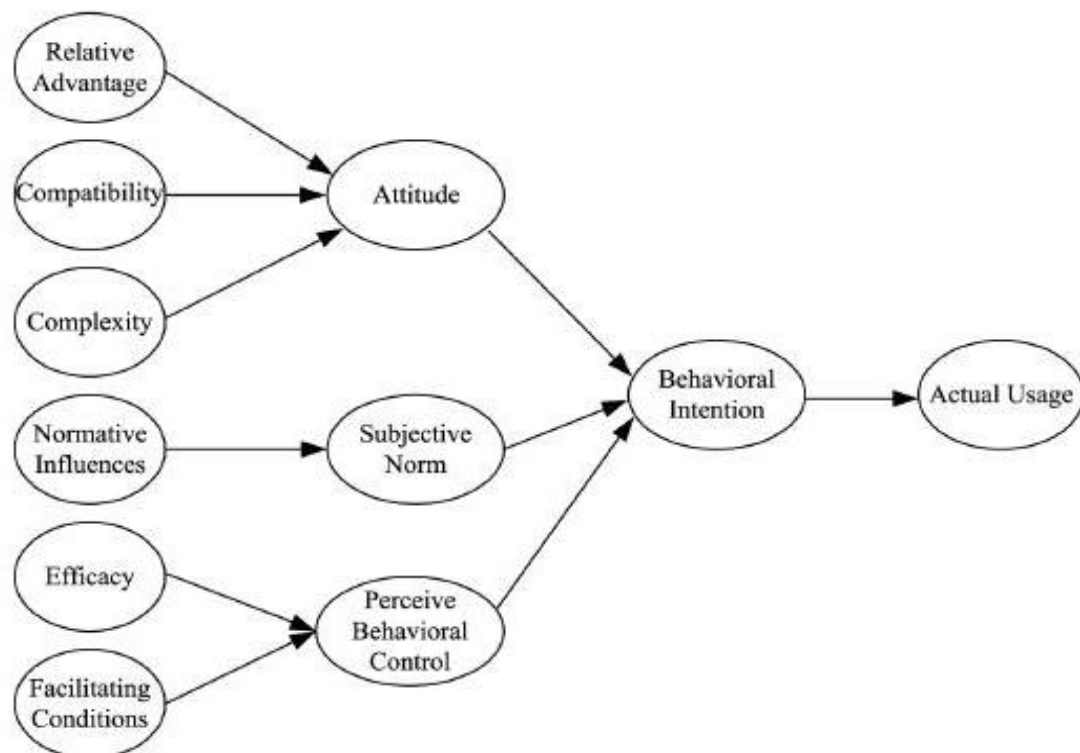 Relative
Advantage
Compatibility
Attitude
Complexity
Normative
Influences
Subjective
Norm
Behavioral
Intention
Actual Usage
Efficacy
Perceive
Behavioral
Control
Facilitating
Conditions